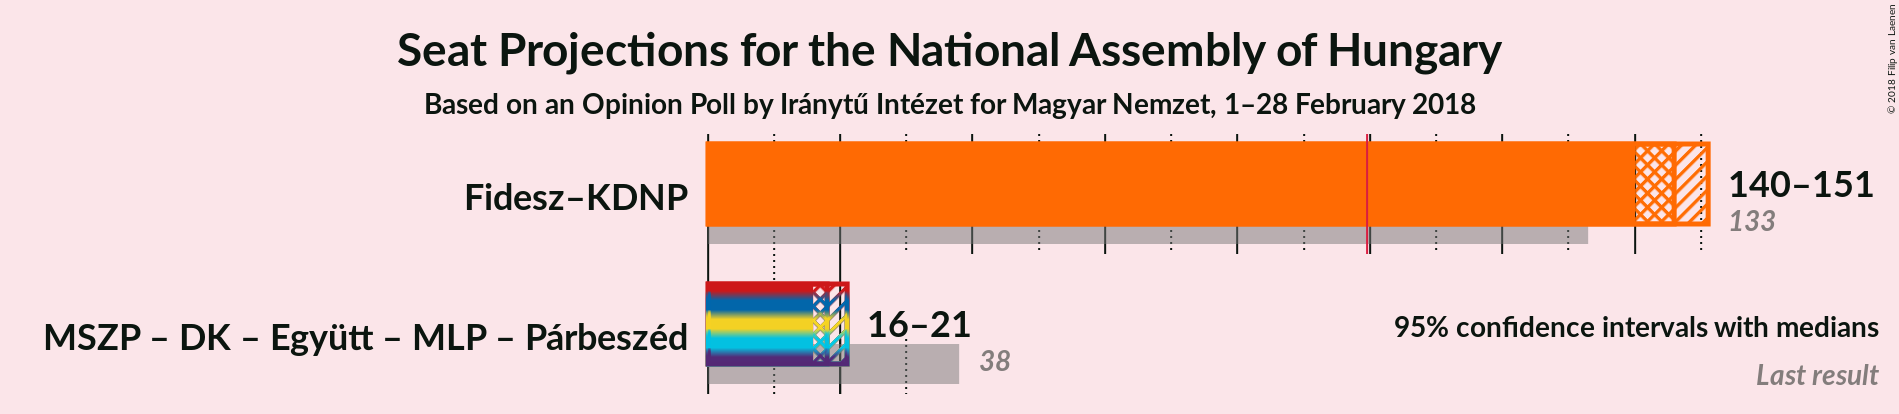 Seat Projections for the National Assembly of Hungary
Based on an Opinion Poll by Iránytű Intézet for Magyar Nemzet, 1–28 February 2018
© 2018 Filip van Laenen
Fidesz–KDNP
140–151
133
MSZP – DK – Együtt – MLP – Párbeszéd
16–21
38
95% confidence intervals with medians
Last result